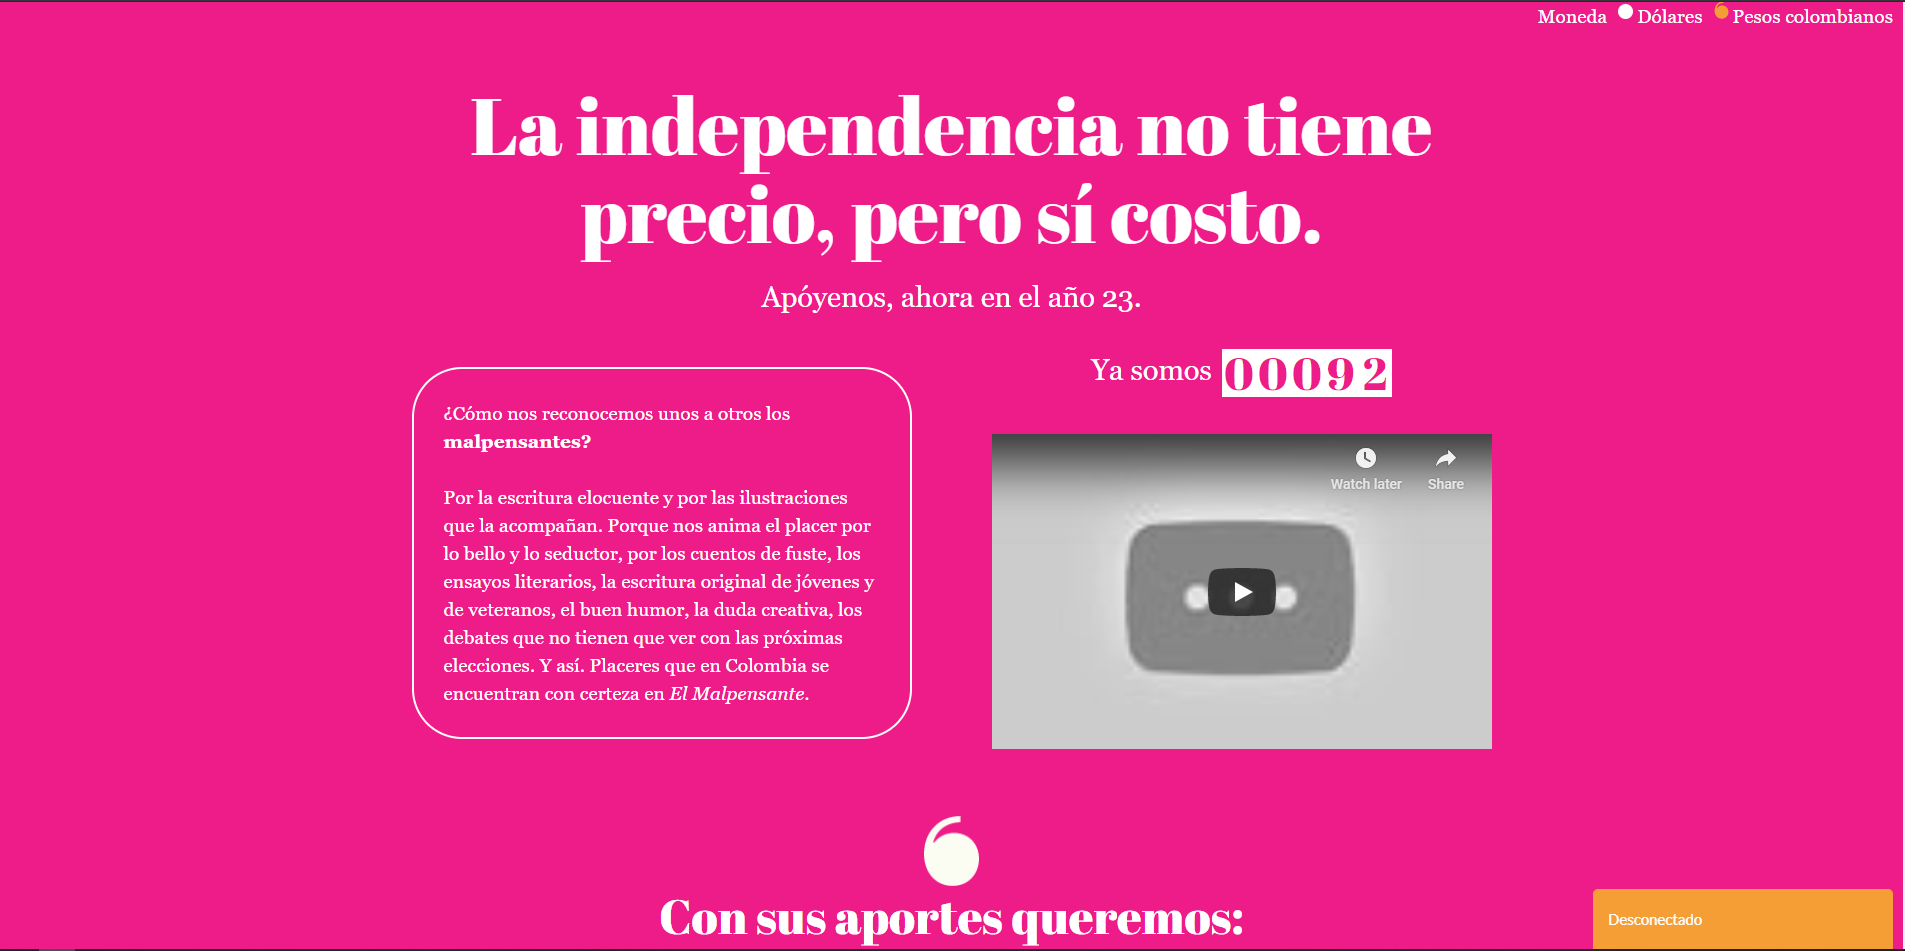 Moneda Dólares Pesos colombianos
La independencia no tiene
precio, pero sí costo.
Apóyenos, ahora en el año 23.
¿Cómo nos reconocemos unos a otros los
malpensantes?
Por la escritura elocuente y por las ilustraciones
que la acompañan. Porque nos anima el placer por
lo bello y lo seductor, por los cuentos de fuste, los
ensayos literarios, la escritura original de jóvenes y
de veteranos, el buen humor, la duda creativa, los
debates que no tienen que ver con las próximas
elecciones. Y así. Placeres que en Colombia se
encuentran con certeza en El Malpensante.
Ya somos 00092
Watch later Share
Con sus aportes queremos:
Desconectado